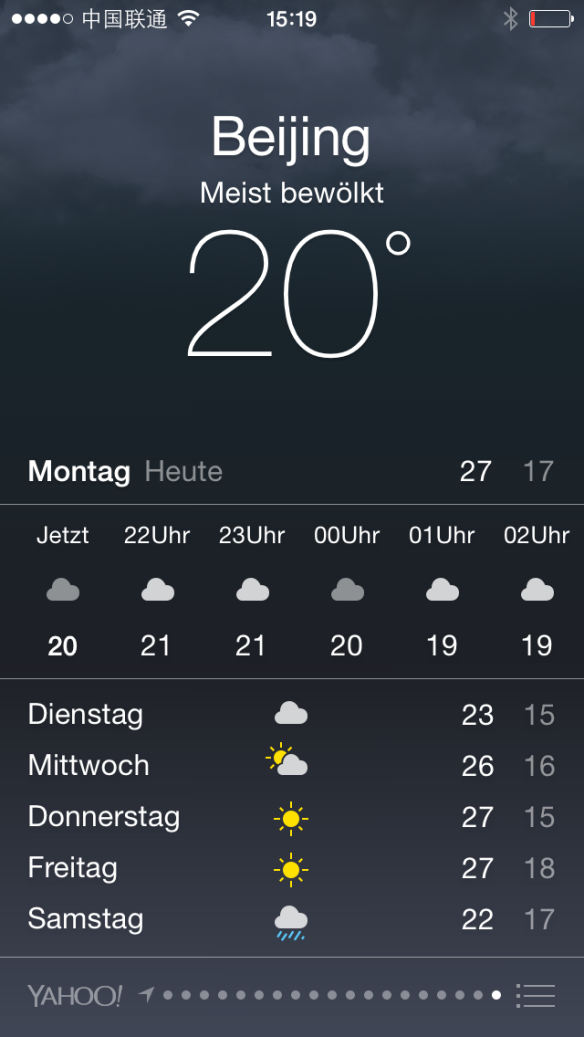 中国联通 15:19
Beijing
Meist bewölkt
20°
Montag Heute 27 17
Jetzt 22Uhr 23Uhr 00Uhr 01Uhr 02Uhr
20 21 21 20 19 19
Dienstag 23 15
Mittwoch 26 16
Donnerstag 27 15
Freitag 27 18
Samstag 22 17
YAHOO!